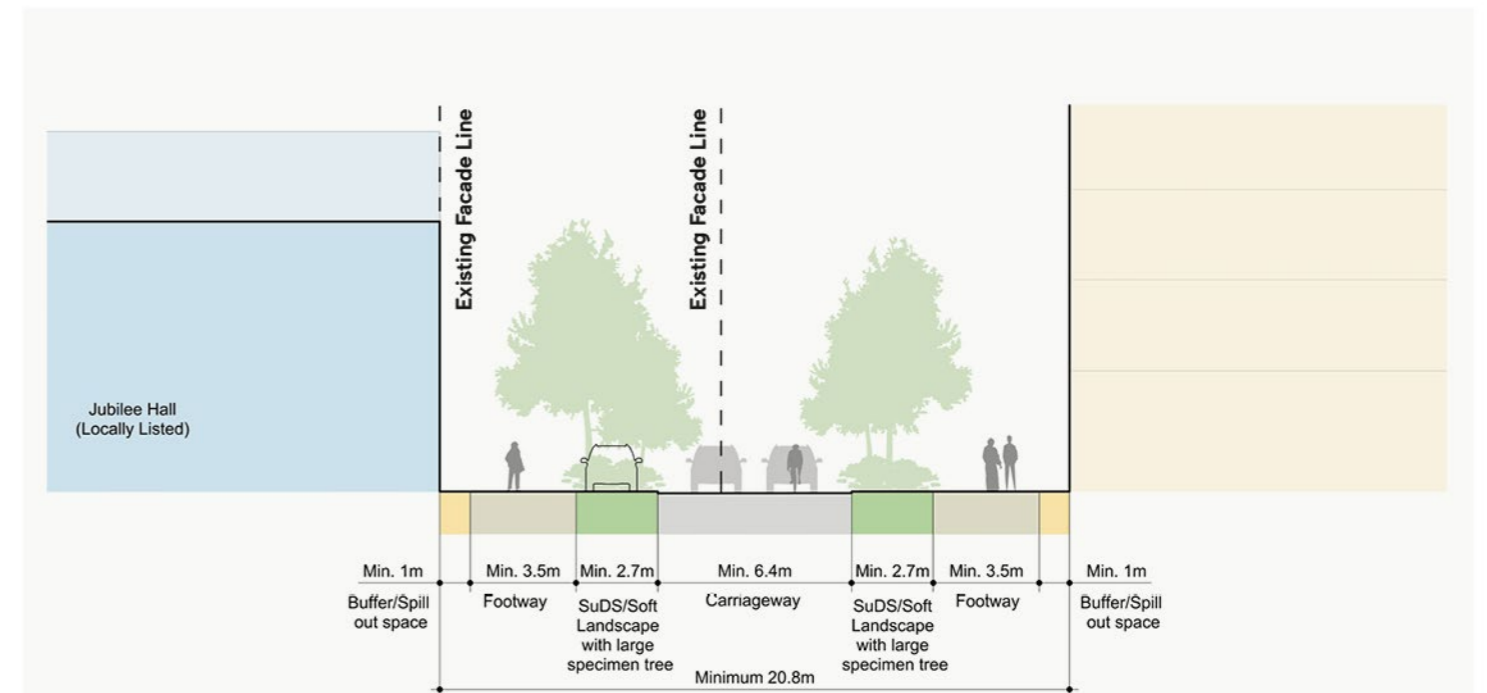 Existing Facade Line
Existing Facade Line
Jubilee Hall
(Locally Listed)
Min. 1m
Min. 3.5m
Min. 2.7m
Min. 6.4m
Min. 2.7m
Min. 3.5m
Min. 1m
Buffer/Spill
out space
Footway
SuDS/Soft
Landscape
with large
specimen tree
Carriageway
SuDS/Soft
Landscape
with large
specimen tree
Footway
Buffer/Spill
out space
Minimum 20.8m